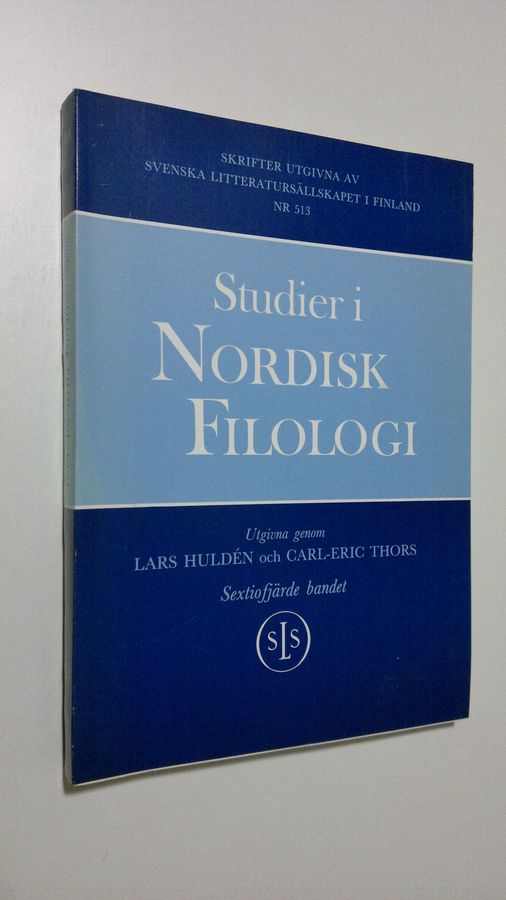 SKRIFTER UTGIVNA AV
SVENSKA LITTERATURSÄLLSKAPET I FINLAND
NR 513
Studier i
NORDISK
FILOLOGI
Utgivna genom
LARS HULDÉN och CARL-ERIC THORS
Sextiofjärde bandet
SLS